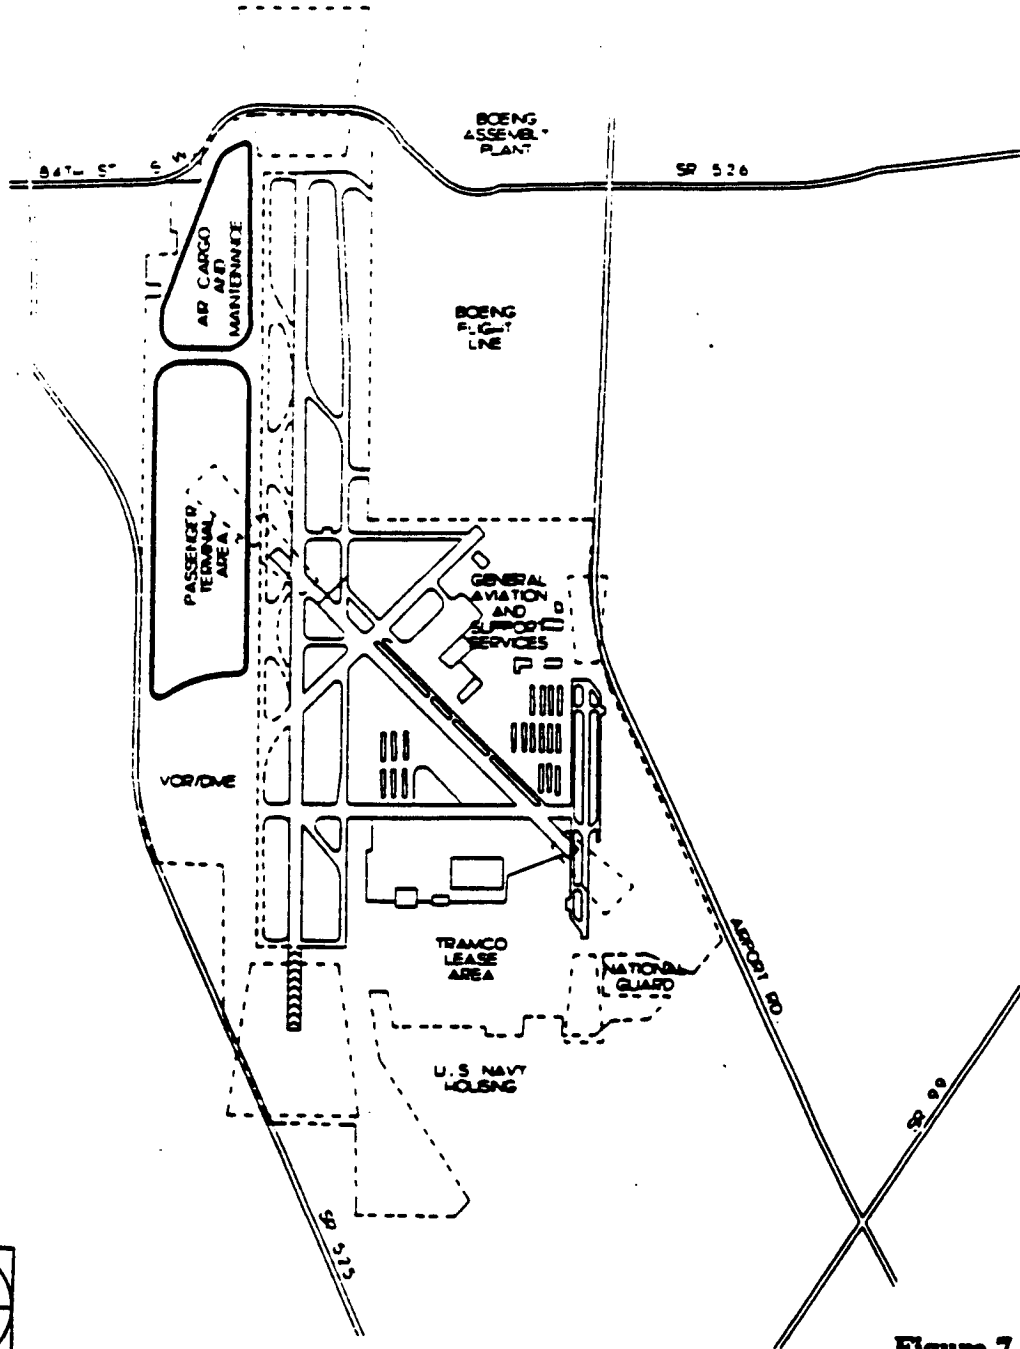 BOEING
ASSEMBLY
PLANT
84TH ST S W
SR 526
AIR CARGO
AND
MAINTENANCE
BOEING
FLIGHT
LINE
PASSENGER
TERMINAL
AREA
GENERAL
AVIATION
AND
SUPPORT
SERVICES
VOR/DME
TRAMCO
LEASE
AREA
NATIONAL
GUARD
AIRPORT RD
U.S. NAVY
HOUSING
SR 99
SR 525
Figure 7